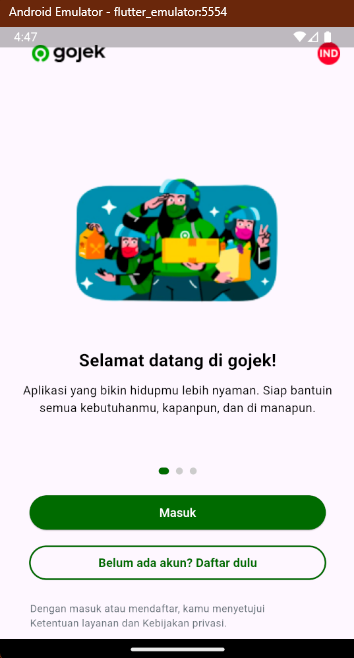 Android Emulator - flutter_emulator:5554
4:47
gojek
IND
Selamat datang di gojek!
Aplikasi yang bikin hidupmu lebih nyaman. Siap bantuin
semua kebutuhanmu, kapanpun, dan di manapun.
Masuk
Belum ada akun? Daftar dulu
Dengan masuk atau mendaftar, kamu menyetujui
Ketentuan layanan dan Kebijakan privasi.